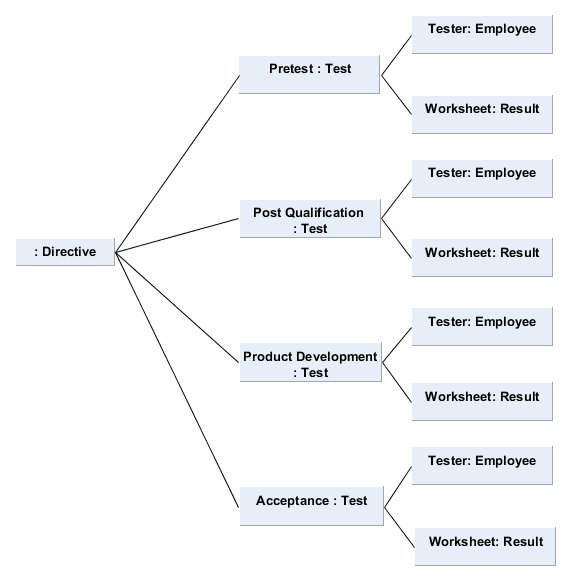 Tester: Employee
Pretest : Test
Worksheet: Result
Tester: Employee
Post Qualification
: Test
Worksheet: Result
: Directive
Tester: Employee
Product Development
: Test
Worksheet: Result
Tester: Employee
Acceptance : Test
Worksheet: Result